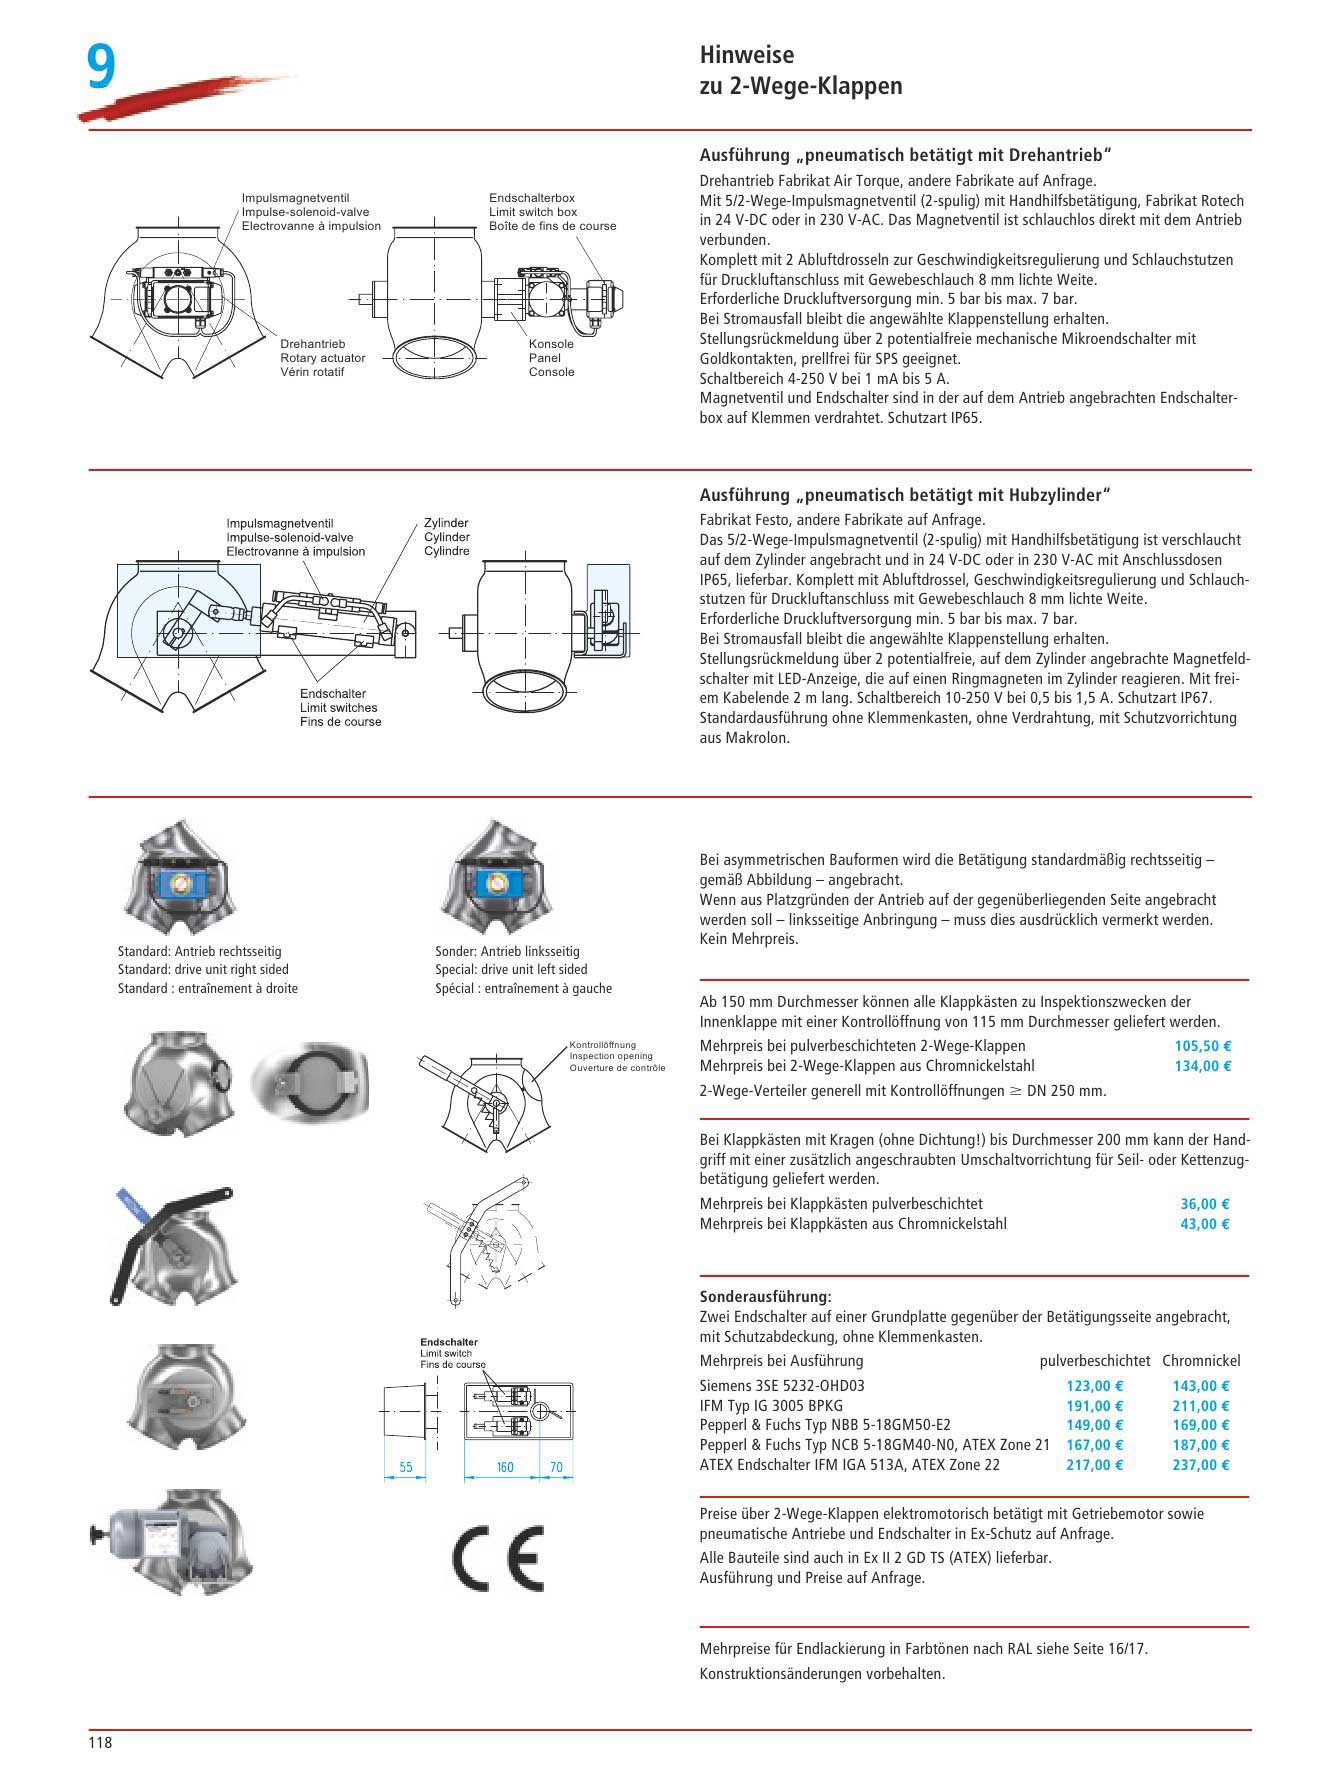 9
Hinweise
zu 2-Wege-Klappen
Impulsmagnetventil
Impulse-solenoid-valve
Electrovanne à impulsion
Endschalterbox
Limit switch box
Boîte de fins de course
Drehantrieb
Rotary actuator
Vérin rotatif
Konsole
Panel
Console
Ausführung „pneumatisch betätigt mit Drehantrieb“
Drehantrieb Fabrikat Air Torque, andere Fabrikate auf Anfrage.
Mit 5/2-Wege-Impulsmagnetventil (2-spulig) mit Handhilfsbetätigung, Fabrikat Rotech
in 24 V-DC oder in 230 V-AC. Das Magnetventil ist schlauchlos direkt mit dem Antrieb
verbunden.
Komplett mit 2 Abluftdrosseln zur Geschwindigkeitsregulierung und Schlauchstutzen
für Druckluftanschluss mit Gewebeschlauch 8 mm lichte Weite.
Erforderliche Druckluftversorgung min. 5 bar bis max. 7 bar.
Bei Stromausfall bleibt die angewählte Klappenstellung erhalten.
Stellungsrückmeldung über 2 potentialfreie mechanische Mikroendschalter mit
Goldkontakten, prellfrei für SPS geeignet.
Schaltbereich 4-250 V bei 1 mA bis 5 A.
Magnetventil und Endschalter sind in der auf dem Antrieb angebrachten Endschalter-
box auf Klemmen verdrahtet. Schutzart IP65.
Impulsmagnetventil
Impulse-solenoid-valve
Electrovanne à impulsion
Zylinder
Cylinder
Cylindre
Endschalter
Limit switches
Fins de course
Ausführung „pneumatisch betätigt mit Hubzylinder“
Fabrikat Festo, andere Fabrikate auf Anfrage.
Das 5/2-Wege-Impulsmagnetventil (2-spulig) mit Handhilfsbetätigung ist verschlaucht
auf dem Zylinder angebracht und in 24 V-DC oder in 230 V-AC mit Anschlussdosen
IP65, lieferbar. Komplett mit Abluftdrossel, Geschwindigkeitsregulierung und Schlauch-
stutzen für Druckluftanschluss mit Gewebeschlauch 8 mm lichte Weite.
Erforderliche Druckluftversorgung min. 5 bar bis max. 7 bar.
Bei Stromausfall bleibt die angewählte Klappenstellung erhalten.
Stellungsrückmeldung über 2 potentialfreie, auf dem Zylinder angebrachte Magnetfeld-
schalter mit LED-Anzeige, die auf einen Ringmagneten im Zylinder reagieren. Mit frei-
em Kabelende 2 m lang. Schaltbereich 10-250 V bei 0,5 bis 1,5 A. Schutzart IP67.
Standardausführung ohne Klemmenkasten, ohne Verdrahtung, mit Schutzvorrichtung
aus Makrolon.
Standard: Antrieb rechtsseitig
Standard: drive unit right sided
Standard : entraînement à droite
Sonder: Antrieb linksseitig
Special: drive unit left sided
Spécial : entraînement à gauche
Bei asymmetrischen Bauformen wird die Betätigung standardmäßig rechtsseitig –
gemäß Abbildung – angebracht.
Wenn aus Platzgründen der Antrieb auf der gegenüberliegenden Seite angebracht
werden soll – linksseitige Anbringung – muss dies ausdrücklich vermerkt werden.
Kein Mehrpreis.
Kontrollöffnung
Inspection opening
Ouverture de contrôle
Ab 150 mm Durchmesser können alle Klappkästen zu Inspektionszwecken der
Innenklappe mit einer Kontrollöffnung von 115 mm Durchmesser geliefert werden.
Mehrpreis bei pulverbeschichteten 2-Wege-Klappen 105,50 €
Mehrpreis bei 2-Wege-Klappen aus Chromnickelstahl 134,00 €
2-Wege-Verteiler generell mit Kontrollöffnungen ≥ DN 250 mm.
Bei Klappkästen mit Kragen (ohne Dichtung!) bis Durchmesser 200 mm kann der Hand-
griff mit einer zusätzlich angeschraubten Umschaltvorrichtung für Seil- oder Kettenzug-
betätigung geliefert werden.
Mehrpreis bei Klappkästen pulverbeschichtet 36,00 €
Mehrpreis bei Klappkästen aus Chromnickelstahl 43,00 €
Endschalter
Limit switch
Fins de course
55
160
70
CE
Sonderausführung:
Zwei Endschalter auf einer Grundplatte gegenüber der Betätigungsseite angebracht,
mit Schutzabdeckung, ohne Klemmenkasten.
Mehrpreis bei Ausführung pulverbeschichtet Chromnickel
Siemens 3SE 5232-OHD03 123,00 € 143,00 €
IFM Typ IG 3005 BPKG 191,00 € 211,00 €
Pepperl & Fuchs Typ NBB 5-18GM50-E2 149,00 € 169,00 €
Pepperl & Fuchs Typ NCB 5-18GM40-N0, ATEX Zone 21 167,00 € 187,00 €
ATEX Endschalter IFM IGA 513A, ATEX Zone 22 217,00 € 237,00 €
Preise über 2-Wege-Klappen elektromotorisch betätigt mit Getriebemotor sowie
pneumatische Antriebe und Endschalter in Ex-Schutz auf Anfrage.
Alle Bauteile sind auch in Ex II 2 GD TS (ATEX) lieferbar.
Ausführung und Preise auf Anfrage.
Mehrpreise für Endlackierung in Farbtönen nach RAL siehe Seite 16/17.
Konstruktionsänderungen vorbehalten.
118